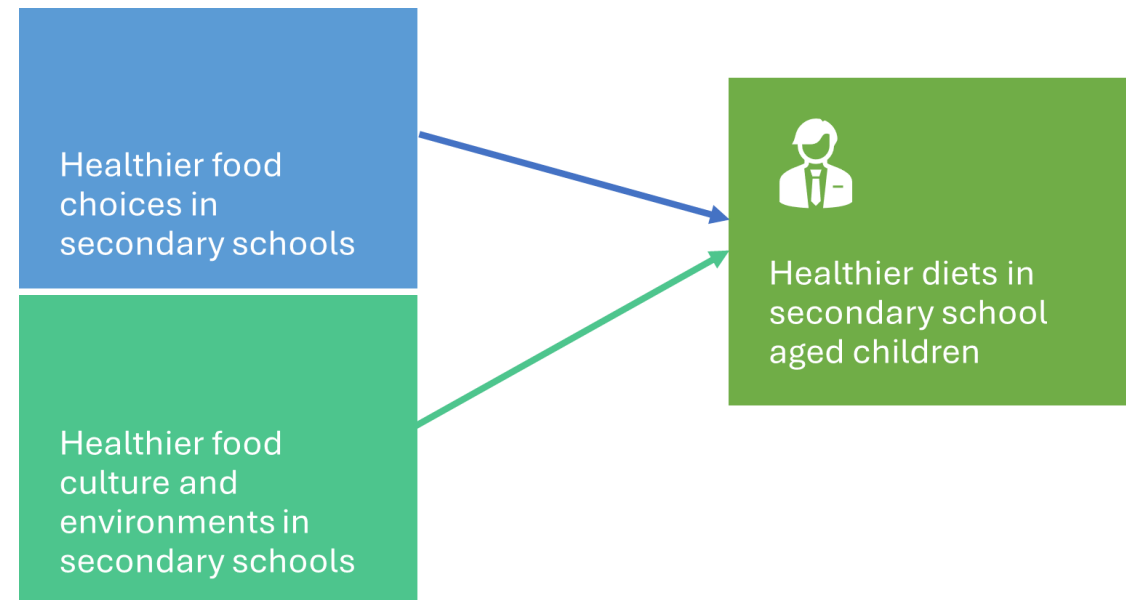 Healthier food
choices in
secondary schools
Healthier food
culture and
environments in
secondary schools
Healthier diets in
secondary school
aged children